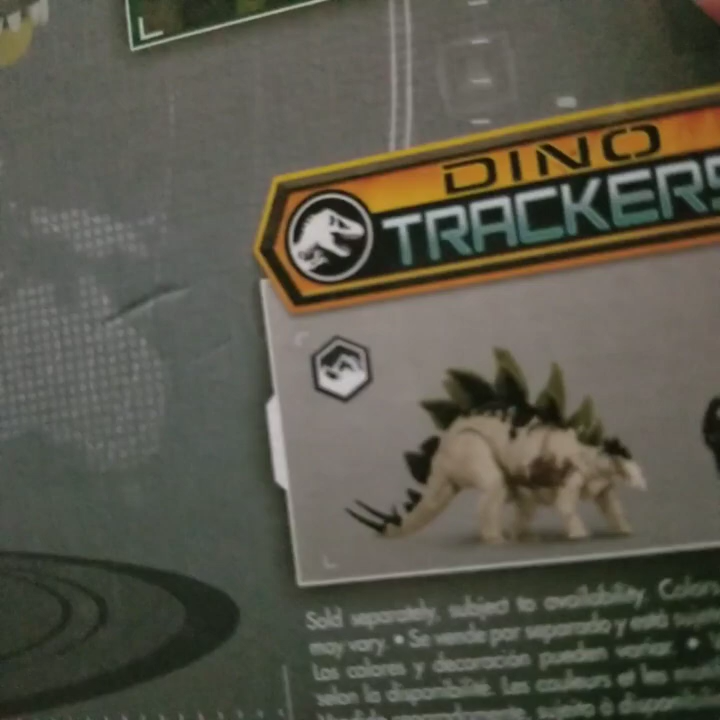 DINO
TRACKERS
Sold separately, subject to availability. Colors
may vary. • Se vende por separado y está sujeto
Los colores y decoración pueden variar. •
selon la disponibilité. Les couleurs et les